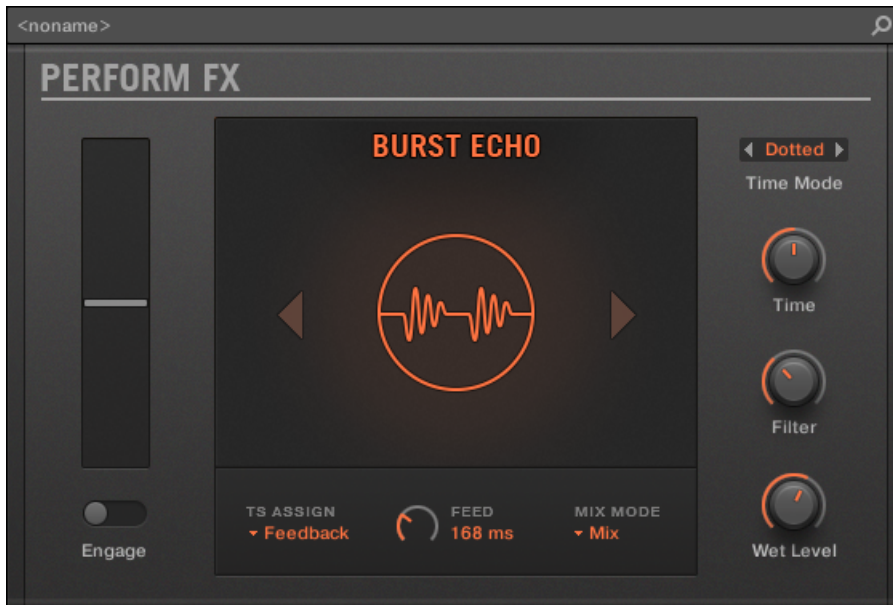 <noname>
PERFORM FX
BURST ECHO
Dotted
Time Mode
Time
Filter
Wet Level
TS ASSIGN
Feedback
FEED
168 ms
MIX MODE
Mix
Engage